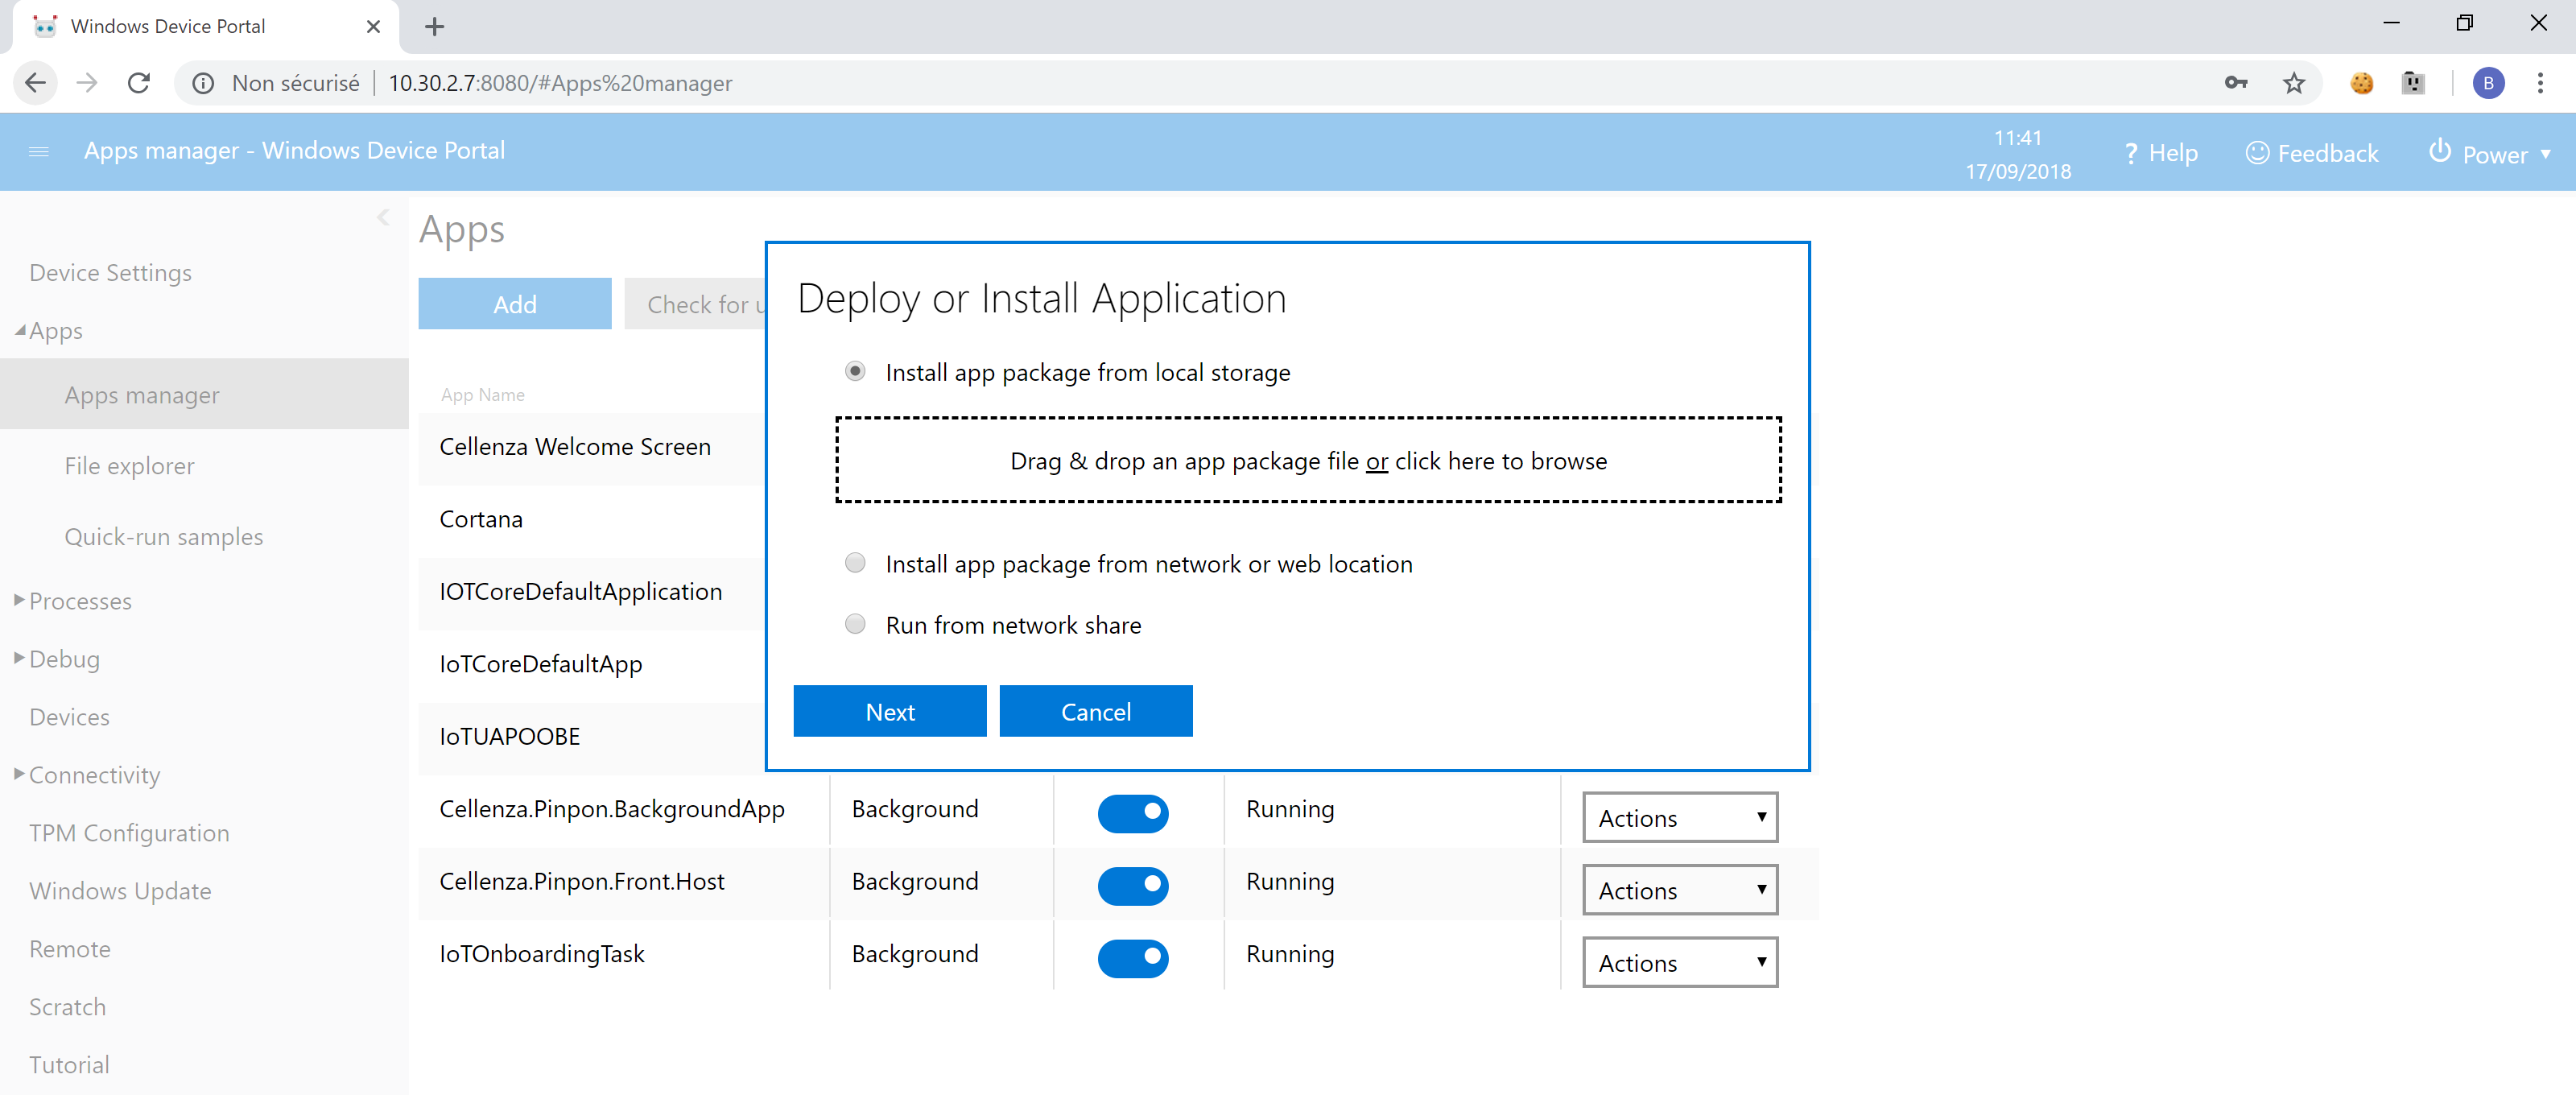 Windows Device Portal
Non sécurisé
10.30.2.7:8080/#Apps%20manager
B
Apps manager - Windows Device Portal
11:41
17/09/2018
? Help
Feedback
Power
Device Settings
Apps
Apps manager
File explorer
Quick-run samples
Processes
Debug
Devices
Connectivity
TPM Configuration
Windows Update
Remote
Scratch
Tutorial
Apps
Add
Check for u
App Name
Cellenza Welcome Screen
Cortana
IOTCoreDefaultApplication
IoTCoreDefaultApp
IoTUAPOOBE
Cellenza.Pinpon.BackgroundApp Background Running Actions
Cellenza.Pinpon.Front.Host Background Running Actions
IoTOnboardingTask Background Running Actions
Deploy or Install Application
Install app package from local storage
Drag & drop an app package file or click here to browse
Install app package from network or web location
Run from network share
Next
Cancel